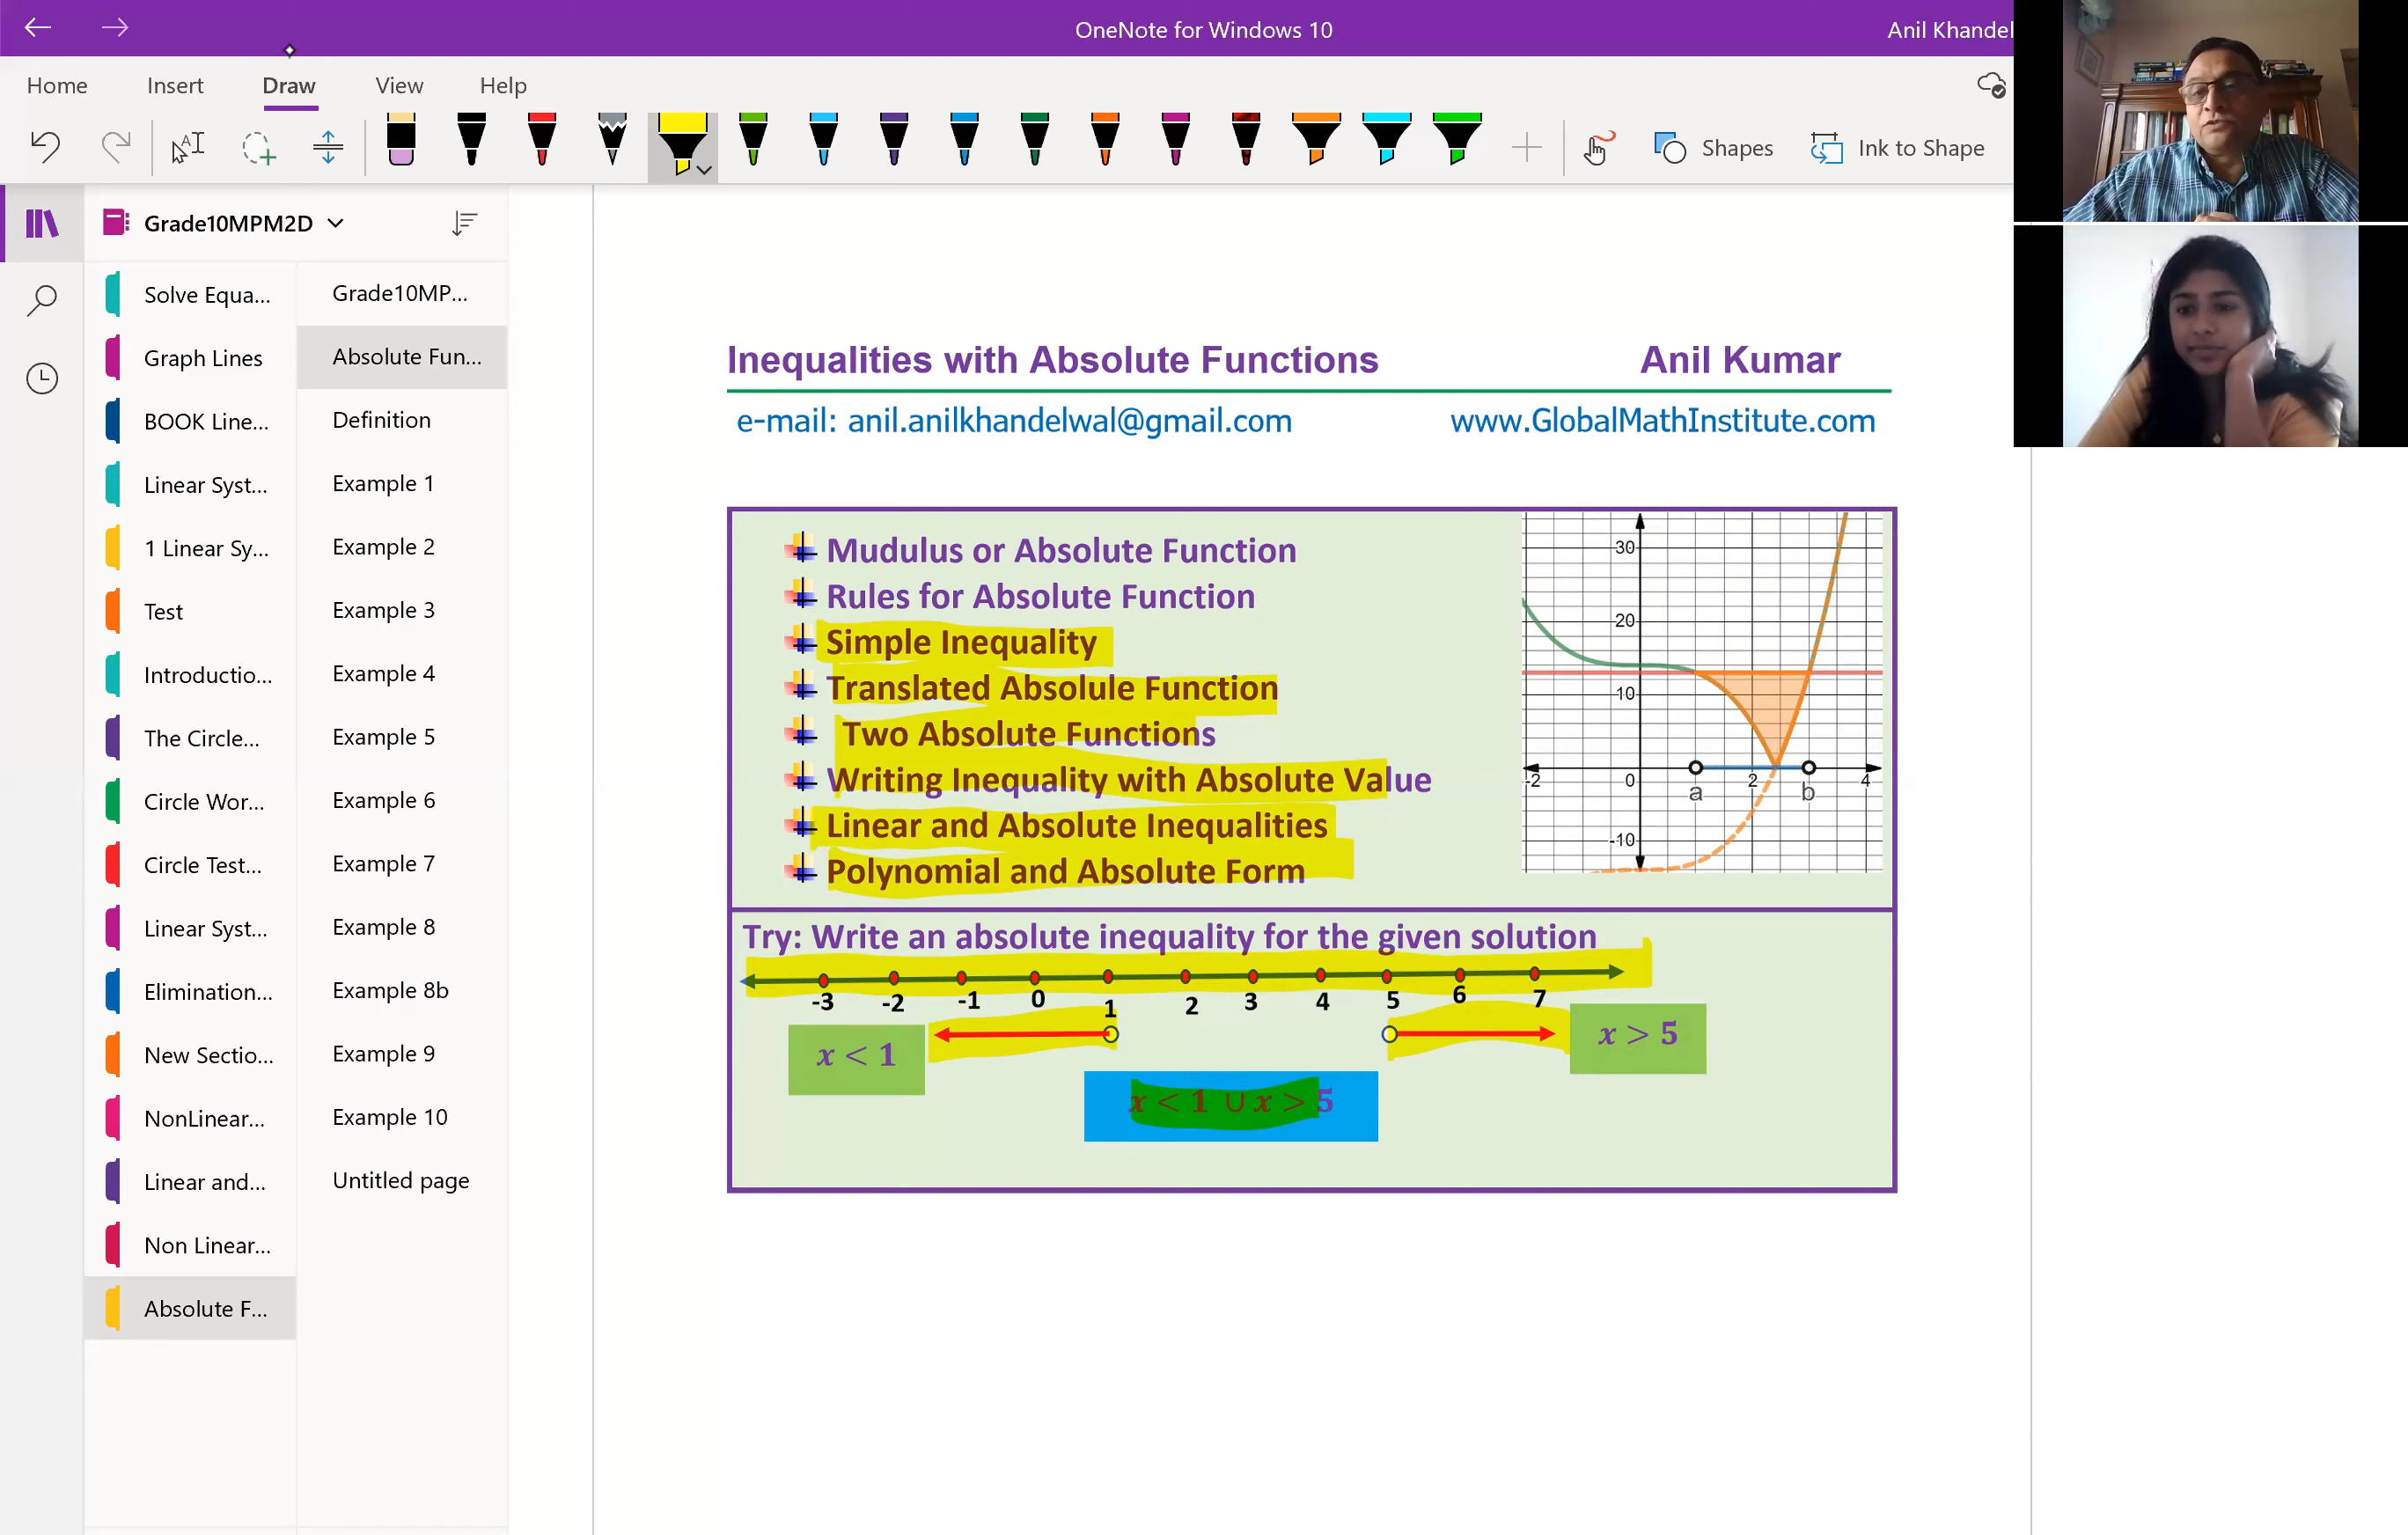 OneNote for Windows 10
Anil Khandel
Home Insert Draw View Help
Shapes Ink to Shape
Grade10MPM2D
Solve Equa...
Graph Lines
BOOK Line...
Linear Syst...
1 Linear Sy...
Test
Introductio...
The Circle...
Circle Wor...
Circle Test...
Linear Syst...
Elimination...
New Sectio...
NonLinear...
Linear and...
Non Linear...
Absolute F...
Grade10MP...
Absolute Fun...
Definition
Example 1
Example 2
Example 3
Example 4
Example 5
Example 6
Example 7
Example 8
Example 8b
Example 9
Example 10
Untitled page
Inequalities with Absolute Functions Anil Kumar
e-mail: anil.anilkhandelwal@gmail.com www.GlobalMathInstitute.com
Mudulus or Absolute Function
Rules for Absolute Function
Simple Inequality
Translated Absolule Function
Two Absolute Functions
Writing Inequality with Absolute Value
Linear and Absolute Inequalities
Polynomial and Absolute Form
30
20
10
-2 0 2 4
a b
-10
Try: Write an absolute inequality for the given solution
-3 -2 -1 0 1 2 3 4 5 6 7
x < 1
x > 5
x < 1 ∪ x > 5